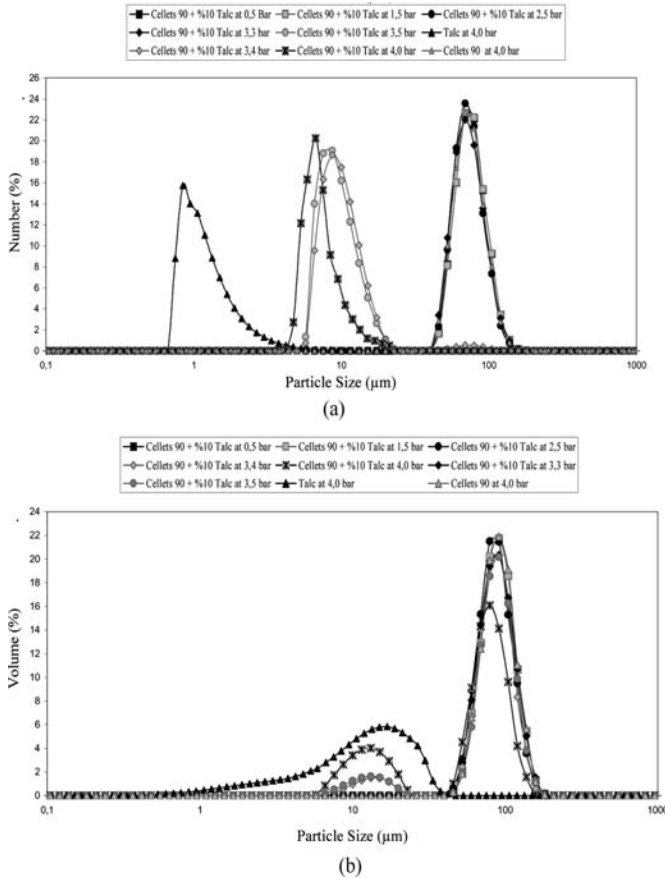 Cellets 90 + %10 Talc at 0,5 Bar
Cellets 90 + %10 Talc at 1,5 bar
Cellets 90 + %10 Talc at 2,5 bar
Cellets 90 + %10 Talc at 3,3 bar
Cellets 90 + %10 Talc at 3,5 bar
Talc at 4,0 bar
Cellets 90 + %10 Talc at 3,4 bar
Cellets 90 + %10 Talc at 4,0 bar
Cellets 90 at 4,0 bar
Number (%)
26
24
22
20
18
16
14
12
10
8
6
4
2
0
0,1
1
10
100
1000
Particle Size (µm)
(a)
Cellets 90 + %10 Talc at 0,5 bar
Cellets 90 + %10 Talc at 1,5 bar
Cellets 90 + %10 Talc at 2,5 bar
Cellets 90 + %10 Talc at 3,4 bar
Cellets 90 + %10 Talc at 4,0 bar
Cellets 90 + %10 Talc at 3,3 bar
Cellets 90 + %10 Talc at 3,5 bar
Talc at 4,0 bar
Cellets 90 at 4,0 bar
Volume (%)
24
22
20
18
16
14
12
10
8
6
4
2
0
0,1
1
10
100
1000
Particle Size (µm)
(b)